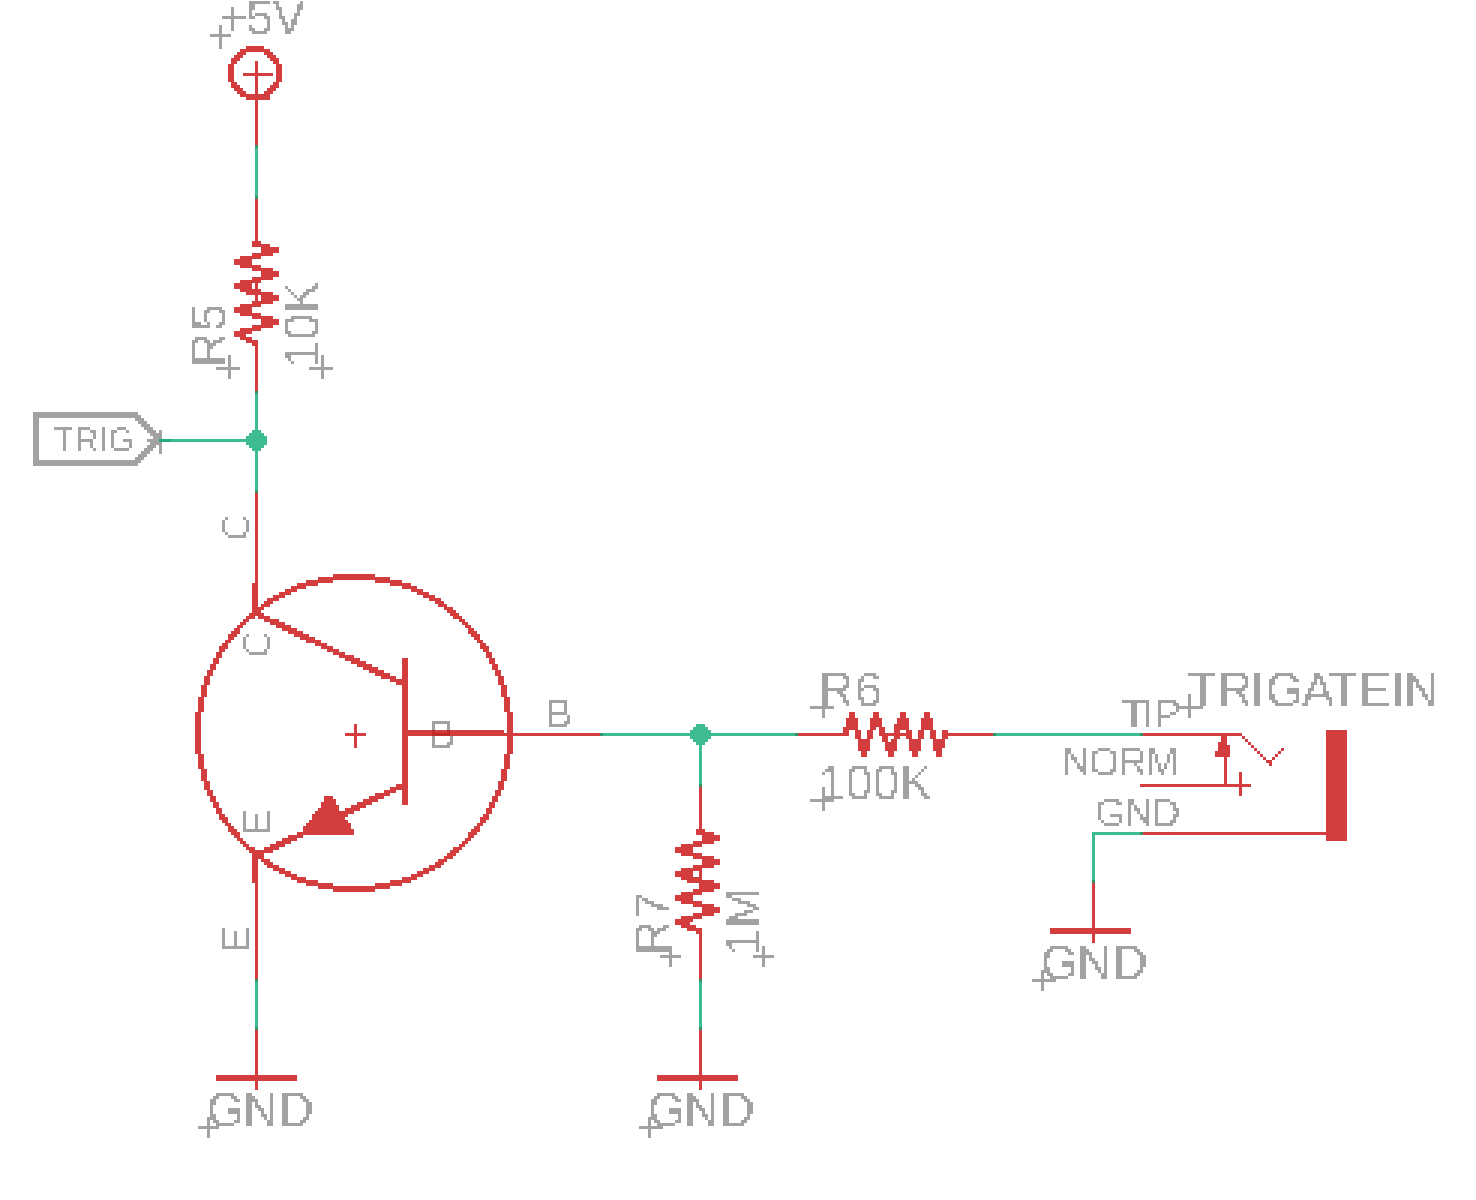 +5V
R5
10K
TRIG
C
C
B
B
E
E
GND
R6
100K
R7
1M
GND
TRIGATEIN
TIP
NORM
GND
GND